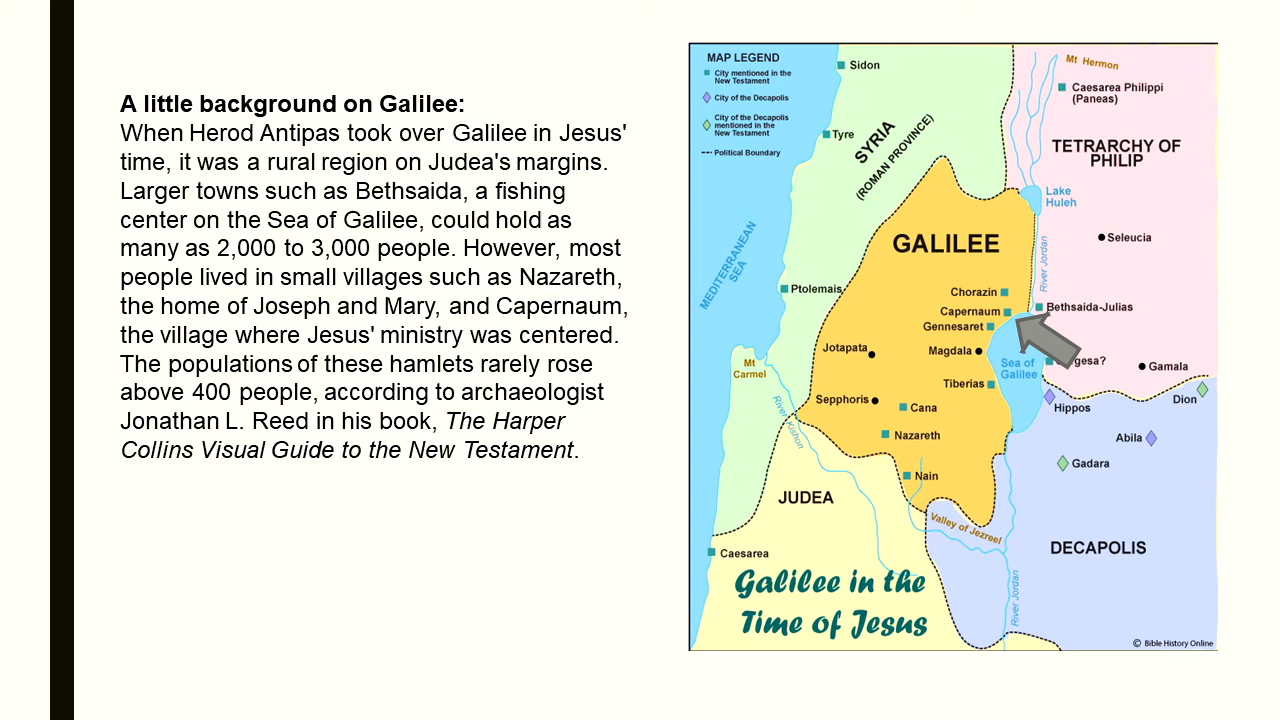 A little background on Galilee:
When Herod Antipas took over Galilee in Jesus'
time, it was a rural region on Judea's margins.
Larger towns such as Bethsaida, a fishing
center on the Sea of Galilee, could hold as
many as 2,000 to 3,000 people. However, most
people lived in small villages such as Nazareth,
the home of Joseph and Mary, and Capernaum,
the village where Jesus' ministry was centered.
The populations of these hamlets rarely rose
above 400 people, according to archaeologist
Jonathan L. Reed in his book, The Harper
Collins Visual Guide to the New Testament.
MAP LEGEND
City mentioned in the
New Testament
City of the Decapolis
City of the Decapolis
mentioned in the
New Testament
Political Boundary
Sidon
Tyre
SYRIA
(ROMAN PROVINCE)
Mt Hermon
Caesarea Philippi
(Paneas)
TETRARCHY OF
PHILIP
Lake
Huleh
MEDITERRANEAN
SEA
GALILEE
River Jordan
Seleucia
Ptolemais
Chorazin
Capernaum
Bethsaida-Julias
Gennesaret
Jotapata
Magdala
Sea of
Galilee
Gamala
Mt
Carmel
Tiberias
Sepphoris
Cana
Hippos
Dion
River Kishon
Nazareth
Abila
Gadara
Nain
JUDEA
Valley of Jezreel
DECAPOLIS
Caesarea
River Jordan
Galilee in the
Time of Jesus
© Bible History Online